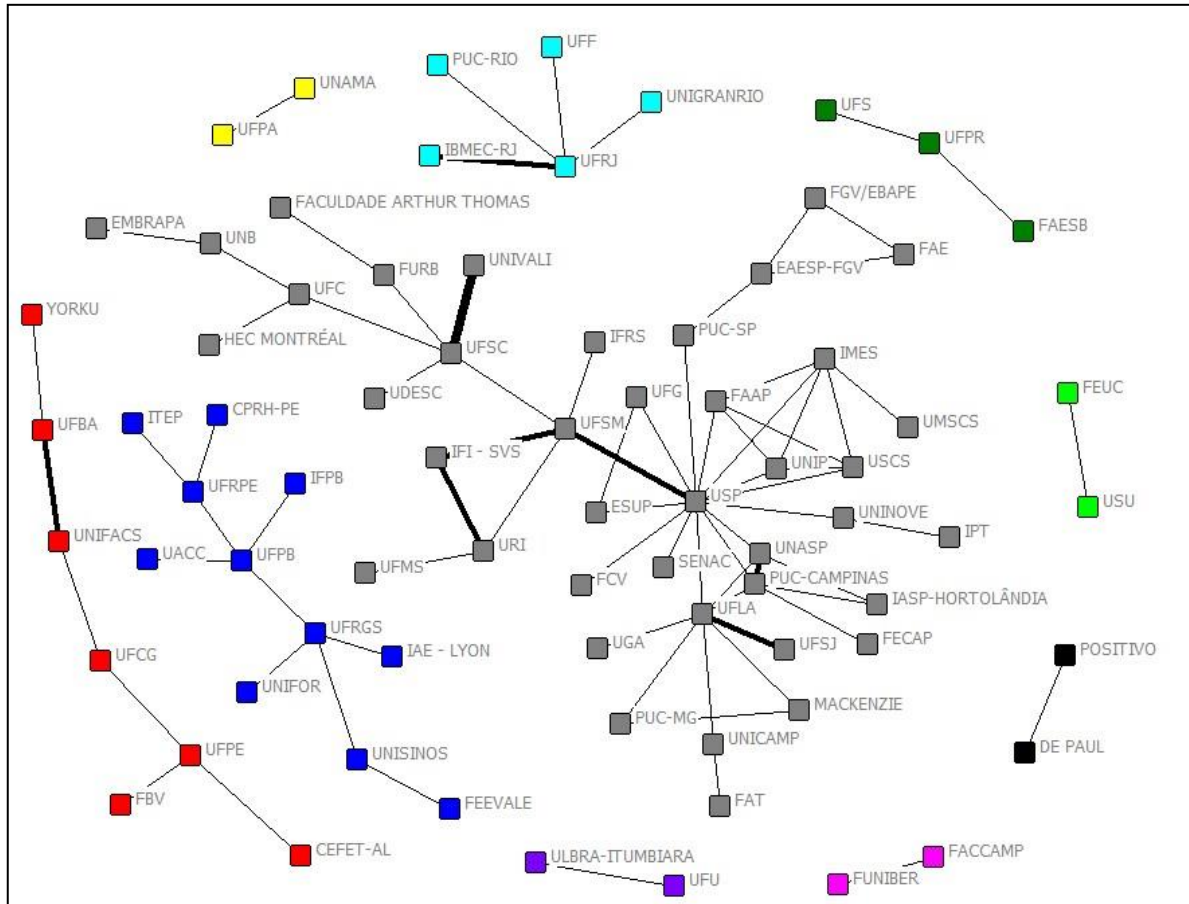 UFF
PUC-RIO
UNAMA
UNIGRANRIO
UFS
UFPA
UFPR
IBMEC-RJ
UFRJ
FACULDADE ARTHUR THOMAS
FGV/EBAPE
EMBRAPA
UNB
FAESB
FAE
UNIVALI
FURB
EAESP-FGV
UFC
YORKU
PUC-SP
HEC MONTRÉAL
UFSC
IFRS
IMES
UDESC
UFG
FAAP
FEUC
ITEP
CPRH-PE
UFBA
UFSM
UMSCS
IFI - SVS
UNIP
USCS
UFRPE
IFPB
USP
ESUP
USU
UNINOVE
IPT
UNIFACS
UACC
UFPB
URI
UNASP
UFMS
FCV
SENAC
PUC-CAMPINAS
IASP-HORTOLÂNDIA
UFLA
UFRGS
IAE - LYON
UGA
UFSJ
FECAP
UFCG
POSITIVO
UNIFOR
MACKENZIE
PUC-MG
UNICAMP
UFPE
UNISINOS
DE PAUL
FBV
FEEVALE
FAT
CEFET-AL
ULBRA-ITUMBIARA
FACCAMP
UFU
FUNIBER